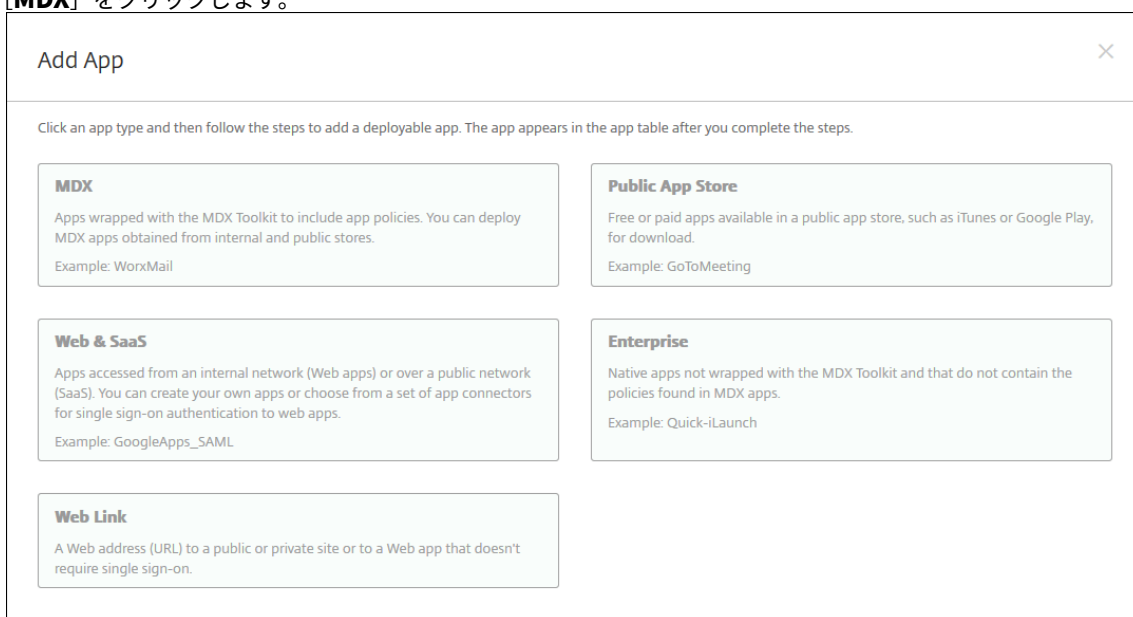 [MDX] をクリックします。
Add App
Click an app type and then follow the steps to add a deployable app. The app appears in the app table after you complete the steps.
MDX
Apps wrapped with the MDX Toolkit to include app policies. You can deploy
MDX apps obtained from internal and public stores.
Example: WorxMail
Public App Store
Free or paid apps available in a public app store, such as iTunes or Google Play,
for download.
Example: GoToMeeting
Web & SaaS
Apps accessed from an internal network (Web apps) or over a public network
(SaaS). You can create your own apps or choose from a set of app connectors
for single sign-on authentication to web apps.
Example: GoogleApps_SAML
Enterprise
Native apps not wrapped with the MDX Toolkit and that do not contain the
policies found in MDX apps.
Example: Quick-iLaunch
Web Link
A Web address (URL) to a public or private site or to a Web app that doesn't
require single sign-on.